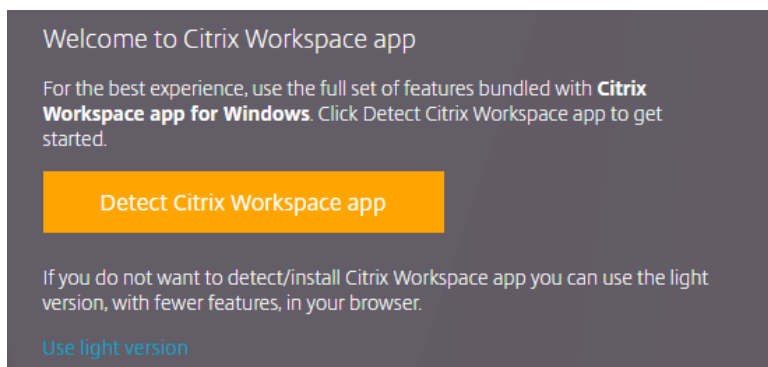 Welcome to Citrix Workspace app
For the best experience, use the full set of features bundled with Citrix
Workspace app for Windows. Click Detect Citrix Workspace app to get
started.
Detect Citrix Workspace app
If you do not want to detect/install Citrix Workspace app you can use the light
version, with fewer features, in your browser.
Use light version